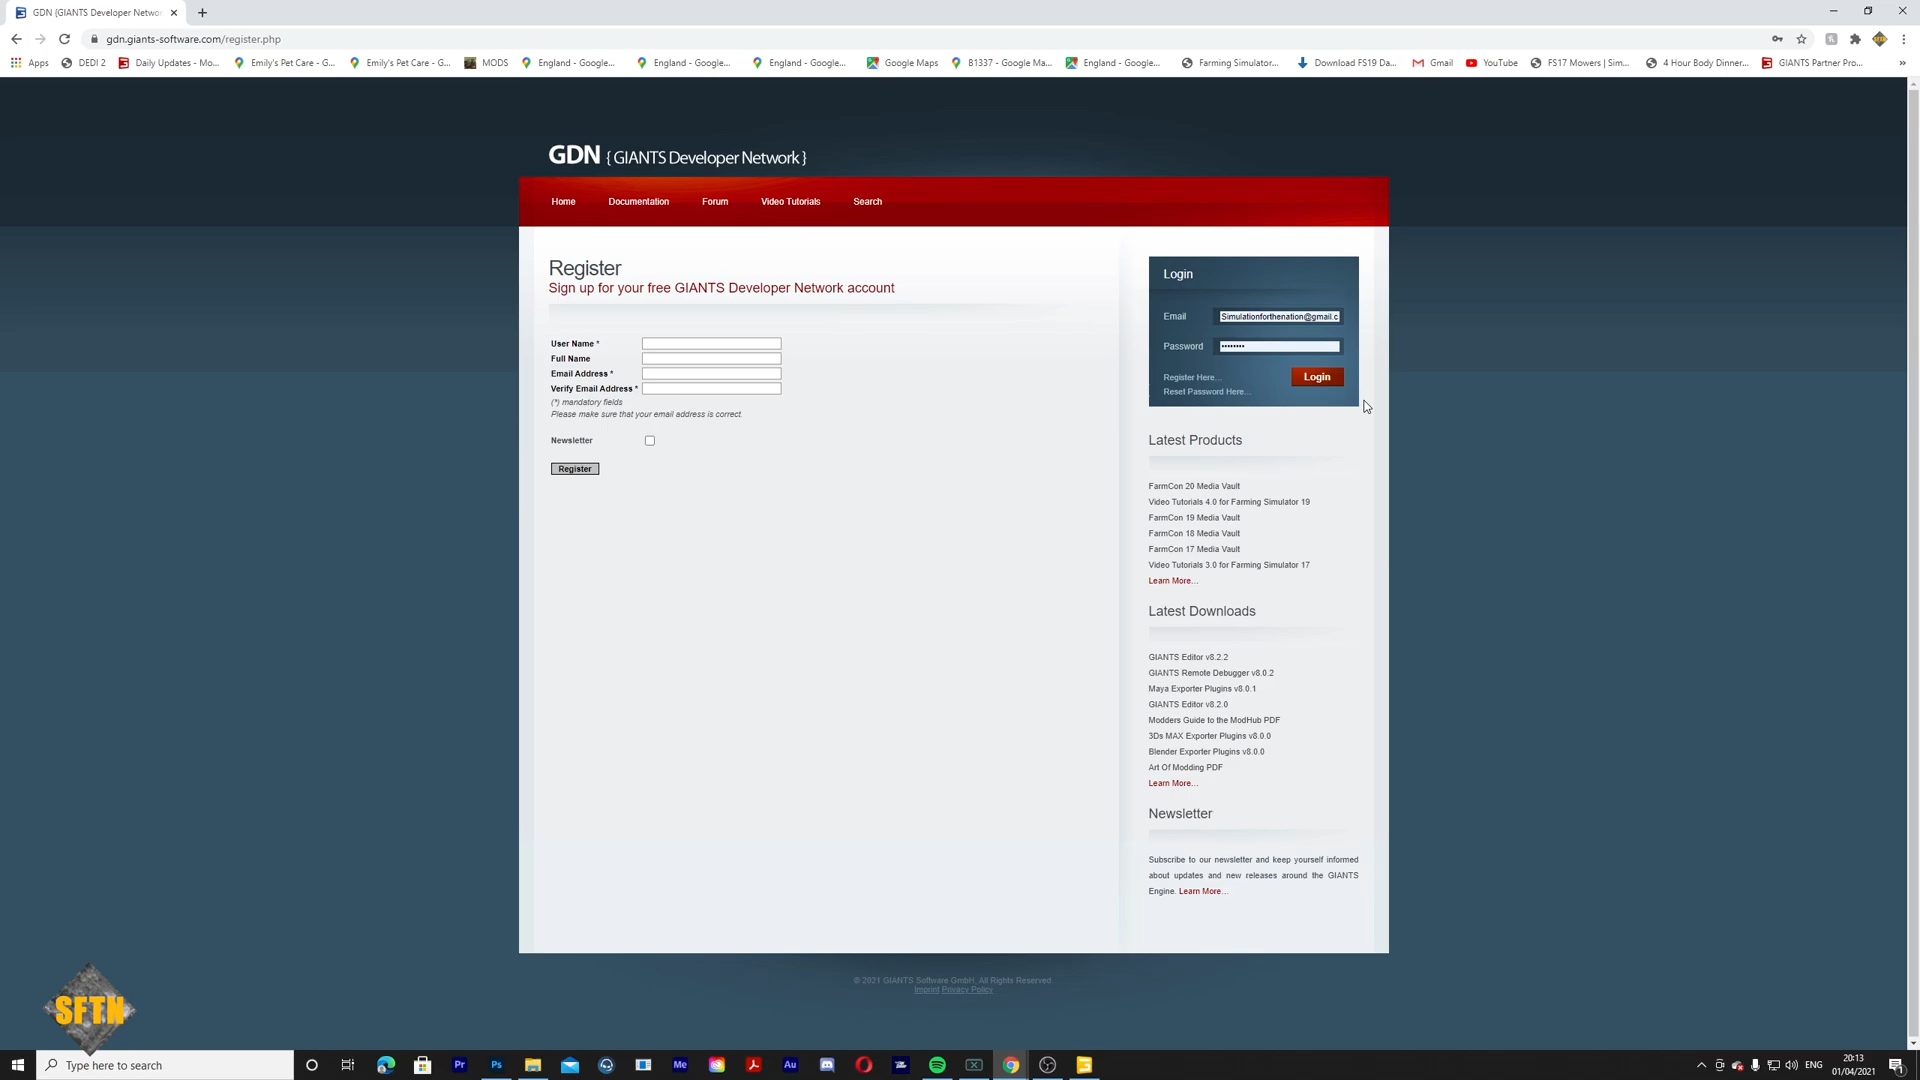 GDN {GIANTS Developer Networ
gdn.giants-software.com/register.php
Apps
DEDI 2
Daily Updates - Mo...
Emily's Pet Care - G...
Emily's Pet Care - G...
MODS
England - Google...
England - Google...
England - Google...
Google Maps
B1337 - Google Ma...
England - Google...
Farming Simulator...
Download FS19 Da...
Gmail
YouTube
FS17 Mowers | Sim...
4 Hour Body Dinner...
GIANTS Partner Pro...
GDN { GIANTS Developer Network }
Home
Documentation
Forum
Video Tutorials
Search
Register
Sign up for your free GIANTS Developer Network account
User Name *
Full Name
Email Address *
Verify Email Address *
(*) mandatory fields
Please make sure that your email address is correct.
Newsletter
Register
Login
Email
Simulationforthenation@gmail.c
Password
Register Here...
Login
Reset Password Here...
Latest Products
FarmCon 20 Media Vault
Video Tutorials 4.0 for Farming Simulator 19
FarmCon 19 Media Vault
FarmCon 18 Media Vault
FarmCon 17 Media Vault
Video Tutorials 3.0 for Farming Simulator 17
Learn More...
Latest Downloads
GIANTS Editor v8.2.2
GIANTS Remote Debugger v8.0.2
Maya Exporter Plugins v8.0.1
GIANTS Editor v8.2.0
Modders Guide to the ModHub PDF
3Ds MAX Exporter Plugins v8.0.0
Blender Exporter Plugins v8.0.0
Art Of Modding PDF
Learn More...
Newsletter
Subscribe to our newsletter and keep yourself informed
about updates and new releases around the GIANTS
Engine. Learn More...
© 2021 GIANTS Software GmbH, All Rights Reserved.
Imprint Privacy Policy
SFTN
Type here to search
Pr
Ps
Me
Au
ENG
20:13
01/04/2021